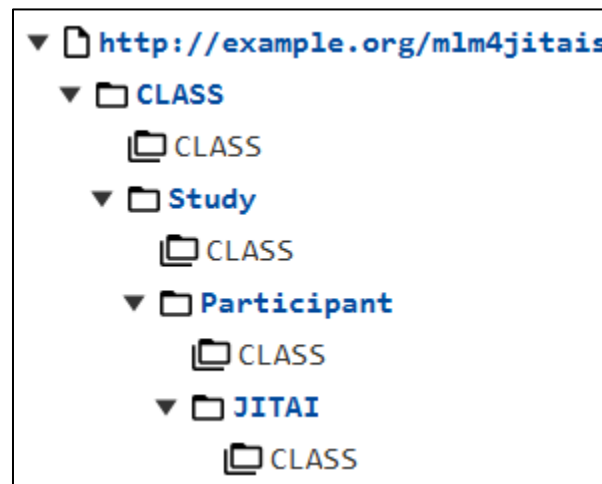 http://example.org/mlm4jitais
CLASS
CLASS
Study
CLASS
Participant
CLASS
JITAI
CLASS